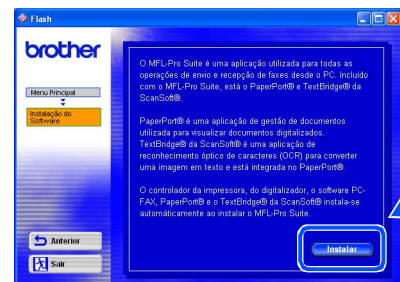 Flash
brother
Menu Principal
Instalação do
Software
O MFL-Pro Suite é uma aplicação utilizada para todas as
operações de envio e recepção de faxes desde o PC. Incluído
com o MFL-Pro Suite, está o PaperPort® e TextBridge® da
ScanSoft®.
PaperPort® é uma aplicação de gestão de documentos
utilizada para visualizar documentos digitalizados.
TextBridge® da ScanSoft® é uma aplicação de
reconhecimento óptico de caracteres (OCR) para converter
uma imagem em texto e está integrada no PaperPort®.
O controlador da impressora, do digitalizador, o software PC-
FAX, PaperPort® e o TextBridge® da ScanSoft® instala-se
automáticamente ao instalar o MFL-Pro Suite.
Anterior
Sair
Instalar